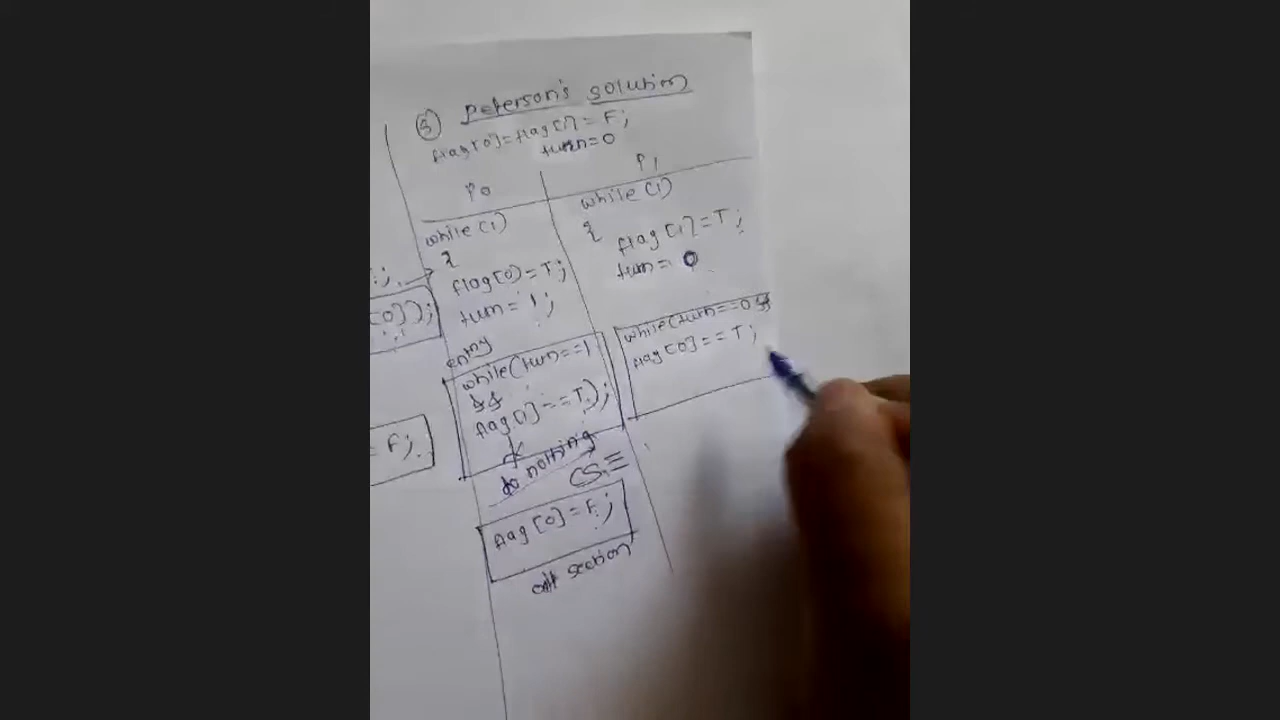 ③ Peterson's solution
flag[0]=flag[1]=F;
turn=0
P0
while(1)
{
flag[0]=T;
turn=1;
entry
while(turn==1
&&
flag[1]==T);
do nothing
CS
flag[0]=F;
exit section
P1
while(1)
{
flag[1]=T;
turn=0
while(turn==0 &&
flag[0]==T;
[0]);
=F;